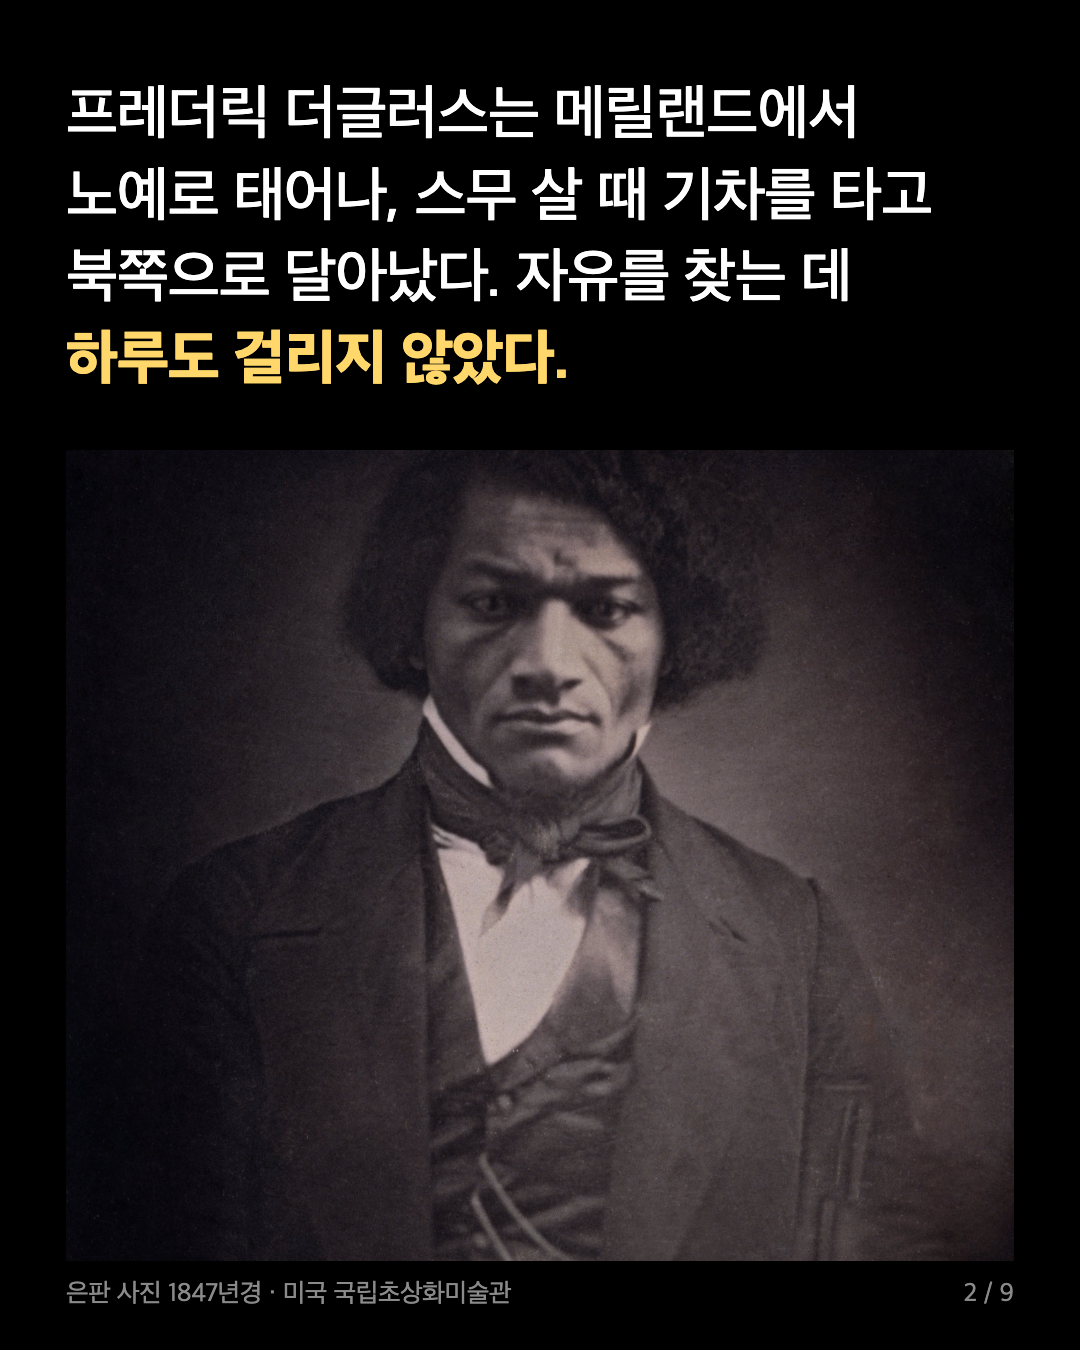 프레더릭 더글러스는 메릴랜드에서
노예로 태어나, 스무 살 때 기차를 타고
북쪽으로 달아났다. 자유를 찾는 데
하루도 걸리지 않았다.
은판 사진 1847년경 · 미국 국립초상화미술관
2 / 9